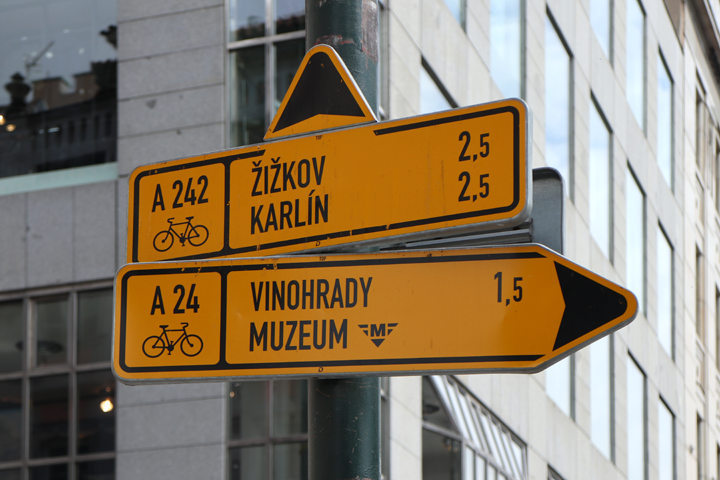 A 242
ŽIŽKOV 2,5
KARLÍN 2,5
A 24
VINOHRADY 1,5
MUZEUM M